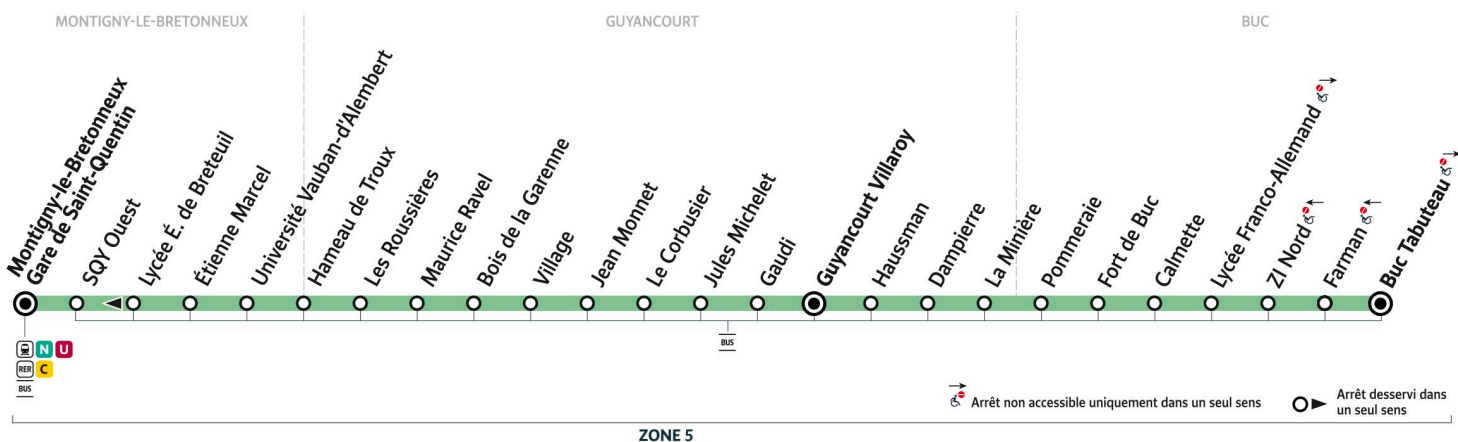 MONTIGNY-LE-BRETONNEUX
GUYANCOURT
BUC
Montigny-le-Bretonneux
Gare de Saint-Quentin
SQY Ouest
Lycée É. de Breteuil
Étienne Marcel
Université Vauban-d'Alembert
Hameau de Troux
Les Roussières
Maurice Ravel
Bois de la Garenne
Village
Jean Monnet
Le Corbusier
Jules Michelet
Gaudi
Guyancourt Villaroy
Haussman
Dampierre
La Minière
Pommeraie
Fort de Buc
Calmette
Lycée Franco-Allemand
ZI Nord
Farman
Buc Tabuteau
N U
RER C
BUS
BUS
Arrêt non accessible uniquement dans un seul sens
Arrêt desservi dans
un seul sens
ZONE 5